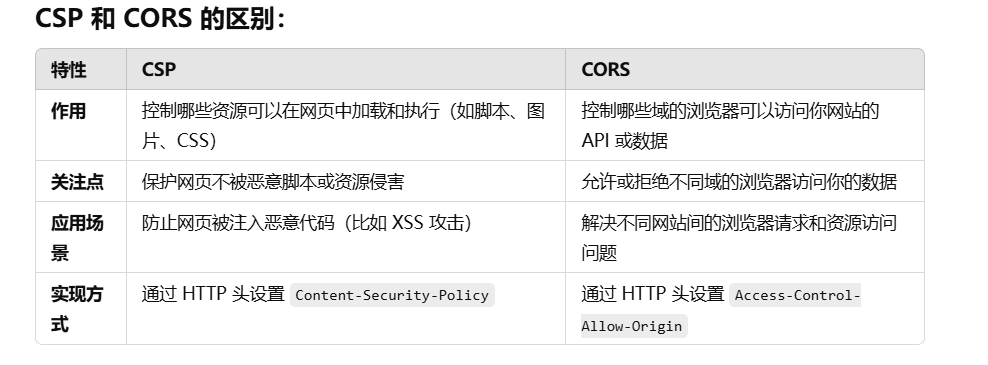 CSP 和 CORS 的区别：
特性 CSP CORS
作用 控制哪些资源可以在网页中加载和执行（如脚本、图 控制哪些域的浏览器可以访问你网站的
片、CSS） API 或数据
关注点 保护网页不被恶意脚本或资源侵害 允许或拒绝不同域的浏览器访问你的数据
应用场 防止网页被注入恶意代码（比如 XSS 攻击） 解决不同网站间的浏览器请求和资源访问
景 问题
实现方 通过 HTTP 头设置 Content-Security-Policy 通过 HTTP 头设置 Access-Control-
式 Allow-Origin